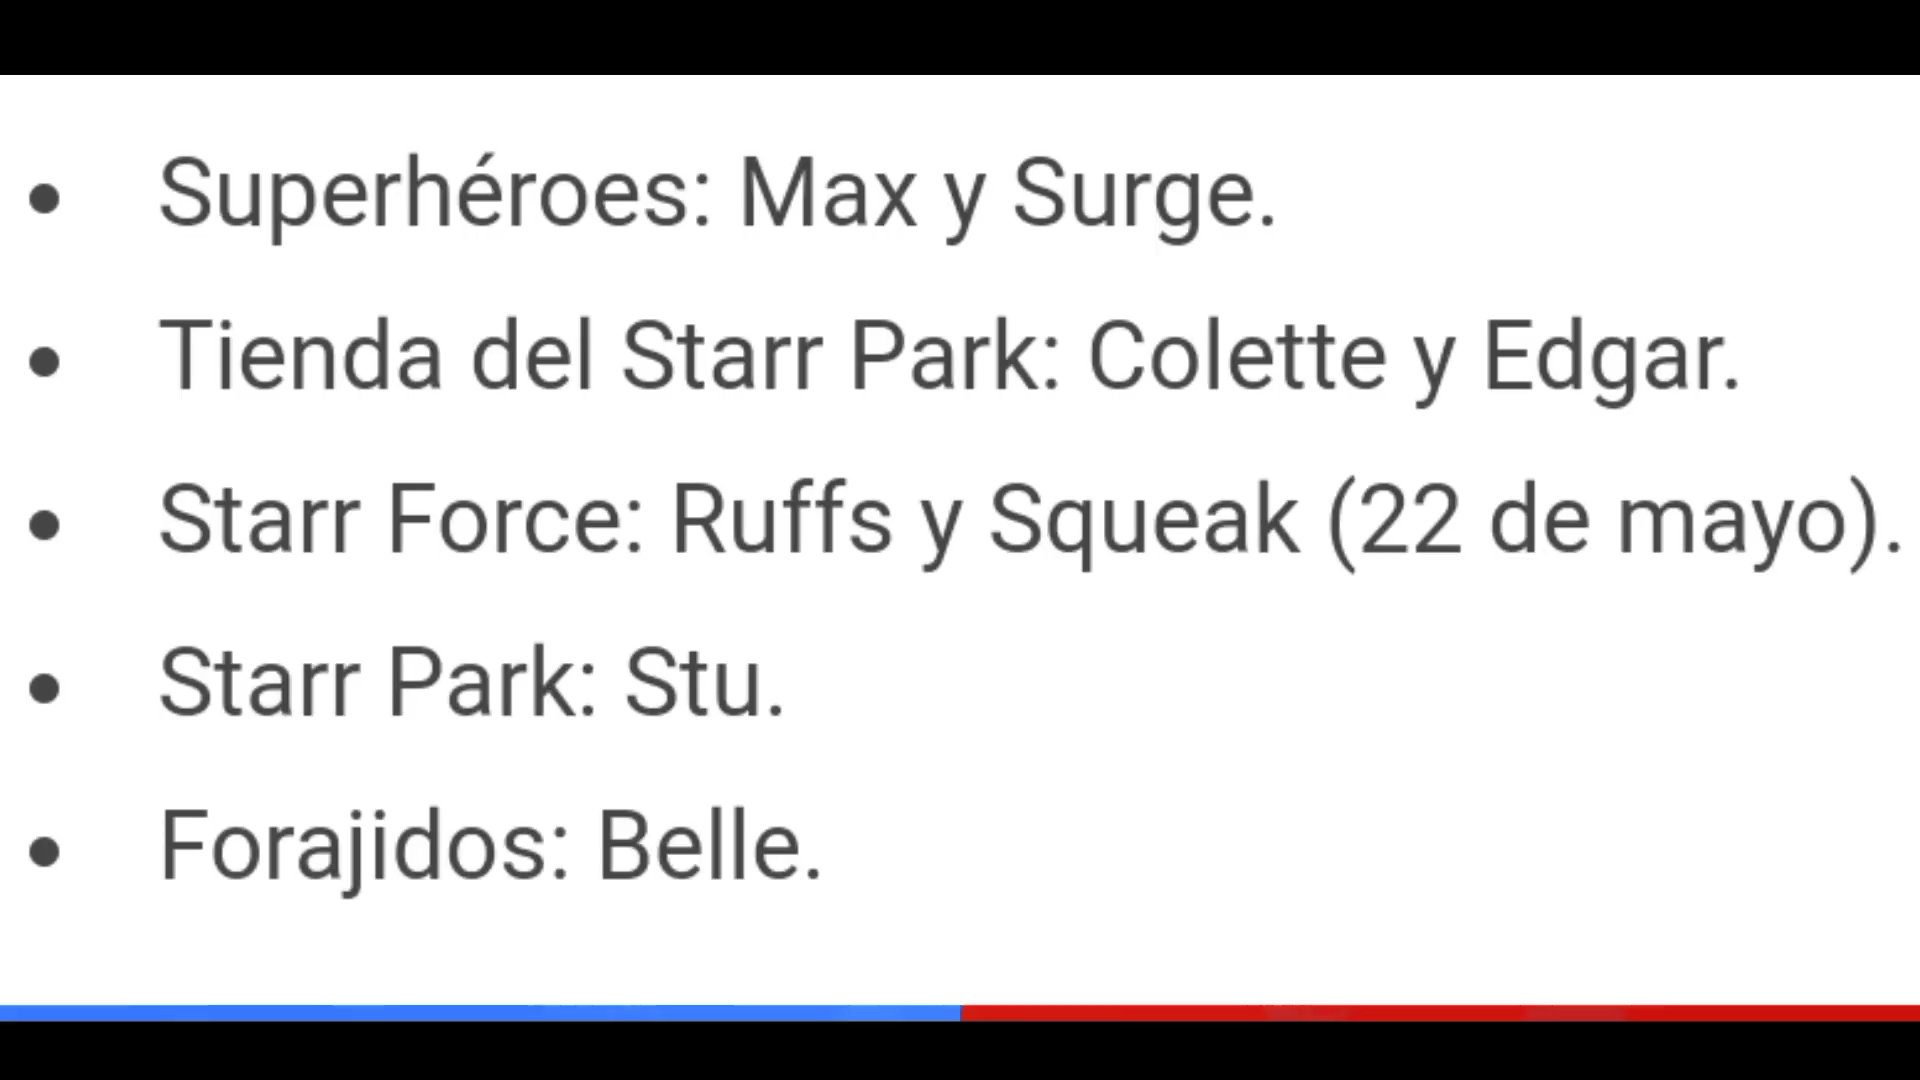 • Superhéroes: Max y Surge.
• Tienda del Starr Park: Colette y Edgar.
• Starr Force: Ruffs y Squeak (22 de mayo).
• Starr Park: Stu.
• Forajidos: Belle.